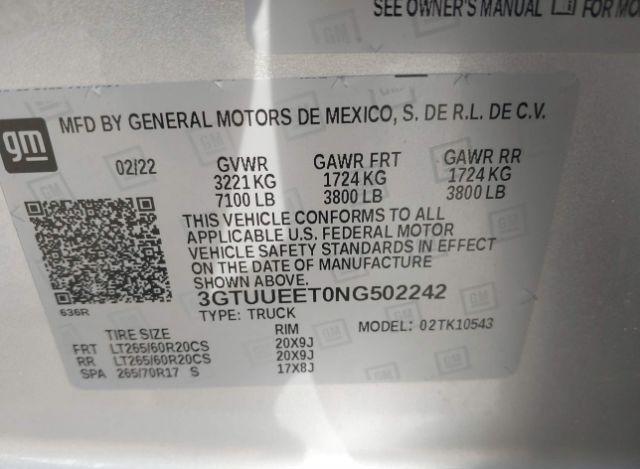 SEE OWNER'S MANUAL FOR MO
gm MFD BY GENERAL MOTORS DE MEXICO, S. DE R.L. DE C.V.
02/22 GVWR GAWR FRT GAWR RR
3221 KG 1724 KG 1724 KG
7100 LB 3800 LB 3800 LB
THIS VEHICLE CONFORMS TO ALL
APPLICABLE U.S. FEDERAL MOTOR
VEHICLE SAFETY STANDARDS IN EFFECT
ON THE DATE OF MANUFACTURE
SHOWN ABOVE.
3GTUUEET0NG502242
636R
TYPE: TRUCK MODEL: 02TK10543
TIRE SIZE RIM
FRT LT265/60R20CS 20X9J
RR LT265/60R20CS 20X9J
SPA 265/70R17 S 17X8J